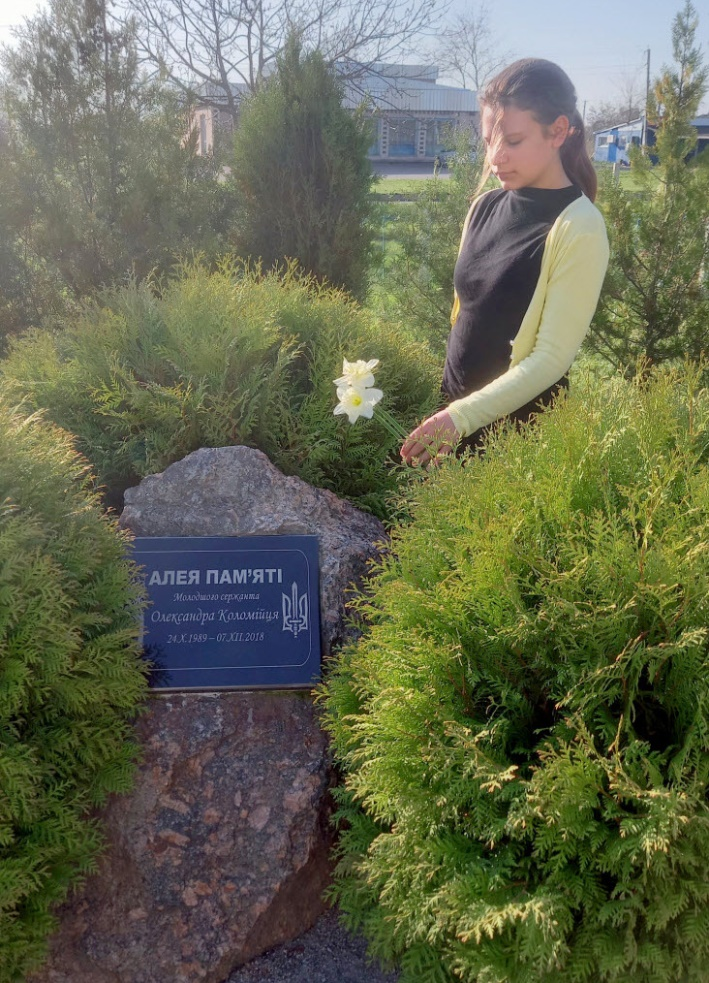 АЛЕЯ ПАМ'ЯТІ
Молодшого сержанта
Олександра Коломійця
24.X.1989 – 07.XII.2018